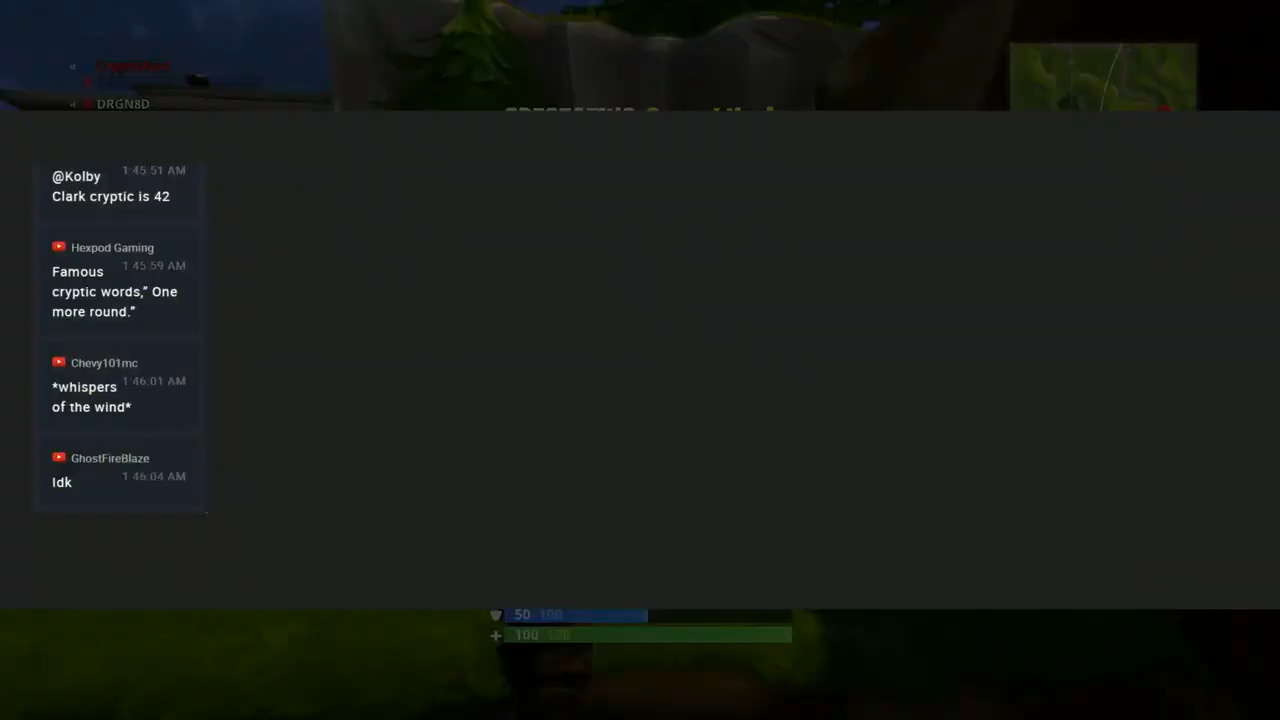 DRGN8D
1:45:51 AM
@Kolby
Clark cryptic is 42
Hexpod Gaming
1:45:59 AM
Famous
cryptic words,” One
more round.”
Chevy101mc
1:46:01 AM
*whispers
of the wind*
GhostFireBlaze
1:46:04 AM
Idk
50 100
100